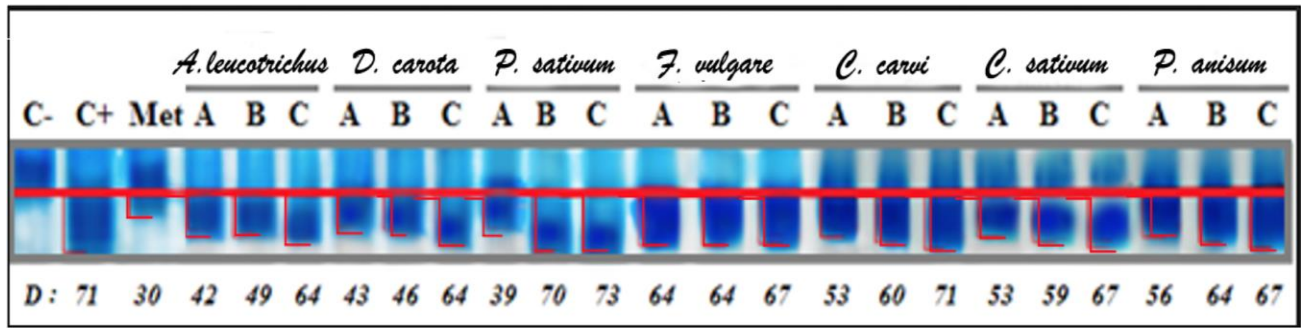 A.leucotrichus D. carota P. sativum F. vulgare C. carvi C. sativum P. anisum
C- C+ Met A B C A B C A B C A B C A B C A B C A B C
D : 71 30 42 49 64 43 46 64 39 70 73 64 64 67 53 60 71 53 59 67 56 64 67